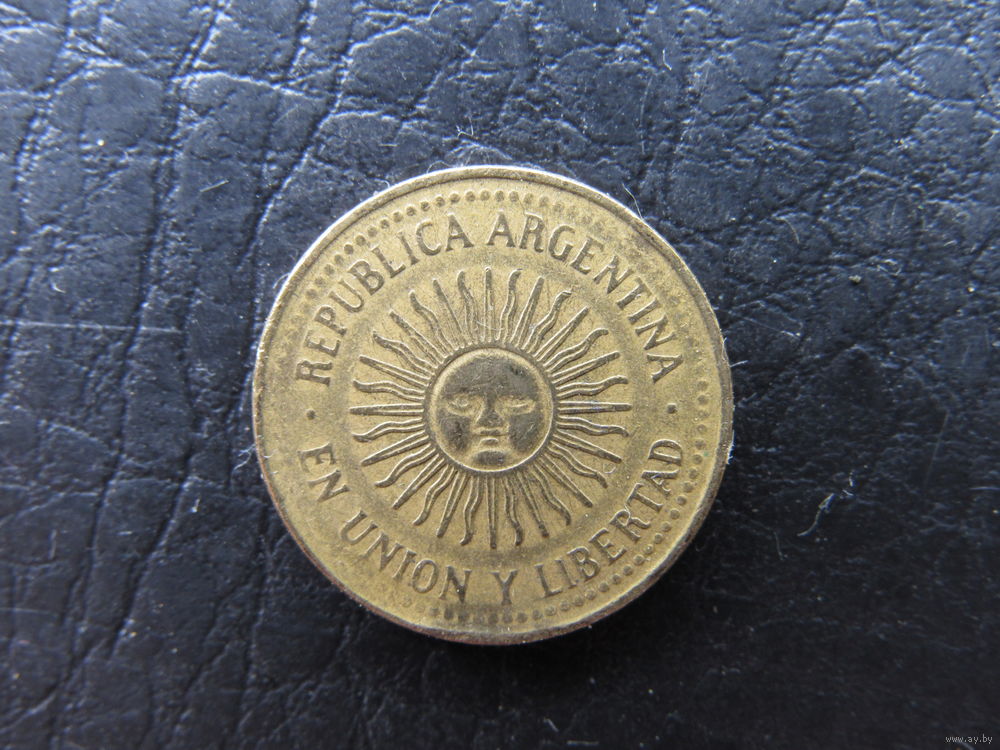 REPUBLICA ARGENTINA
· EN UNION Y LIBERTAD ·
www.ay.by